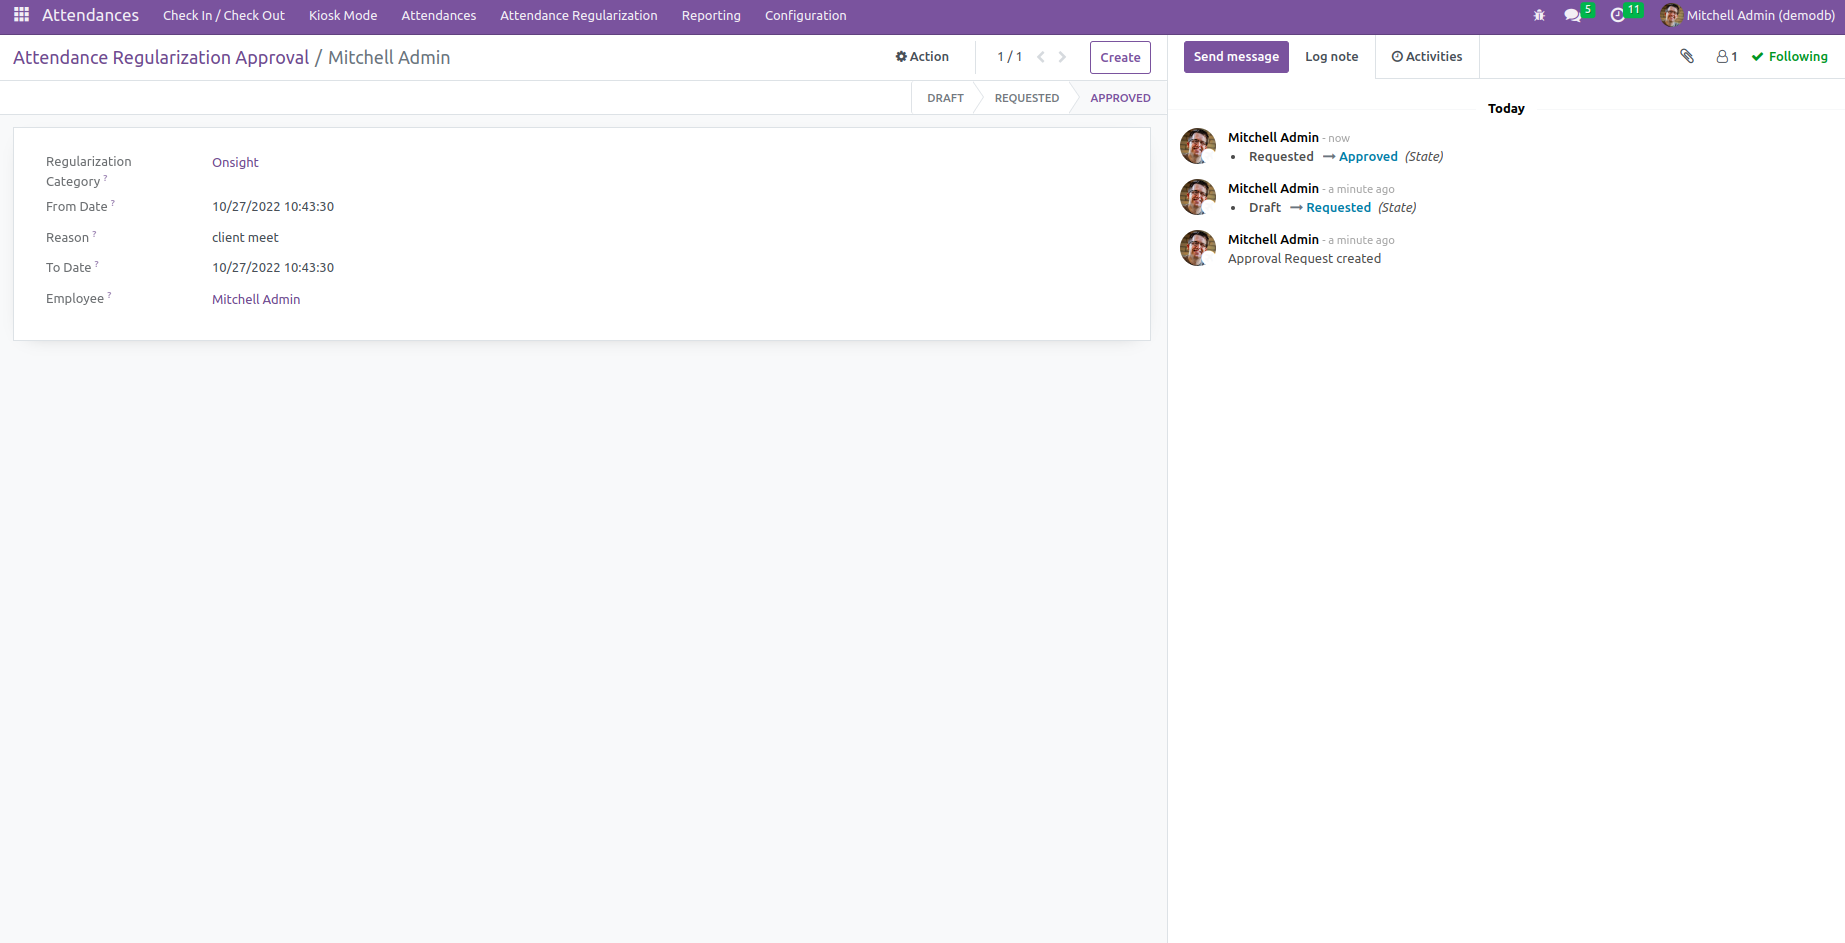 Attendances Check In / Check Out Kiosk Mode Attendances Attendance Regularization Reporting Configuration 5 11 Mitchell Admin (demodb)
Attendance Regularization Approval / Mitchell Admin Action 1 / 1 Create Send message Log note Activities 1 Following
DRAFT REQUESTED APPROVED
Regularization
Category ? Onsight
From Date ? 10/27/2022 10:43:30
Reason ? client meet
To Date ? 10/27/2022 10:43:30
Employee ? Mitchell Admin
Today
Mitchell Admin - now
• Requested → Approved (State)
Mitchell Admin - a minute ago
• Draft → Requested (State)
Mitchell Admin - a minute ago
Approval Request created